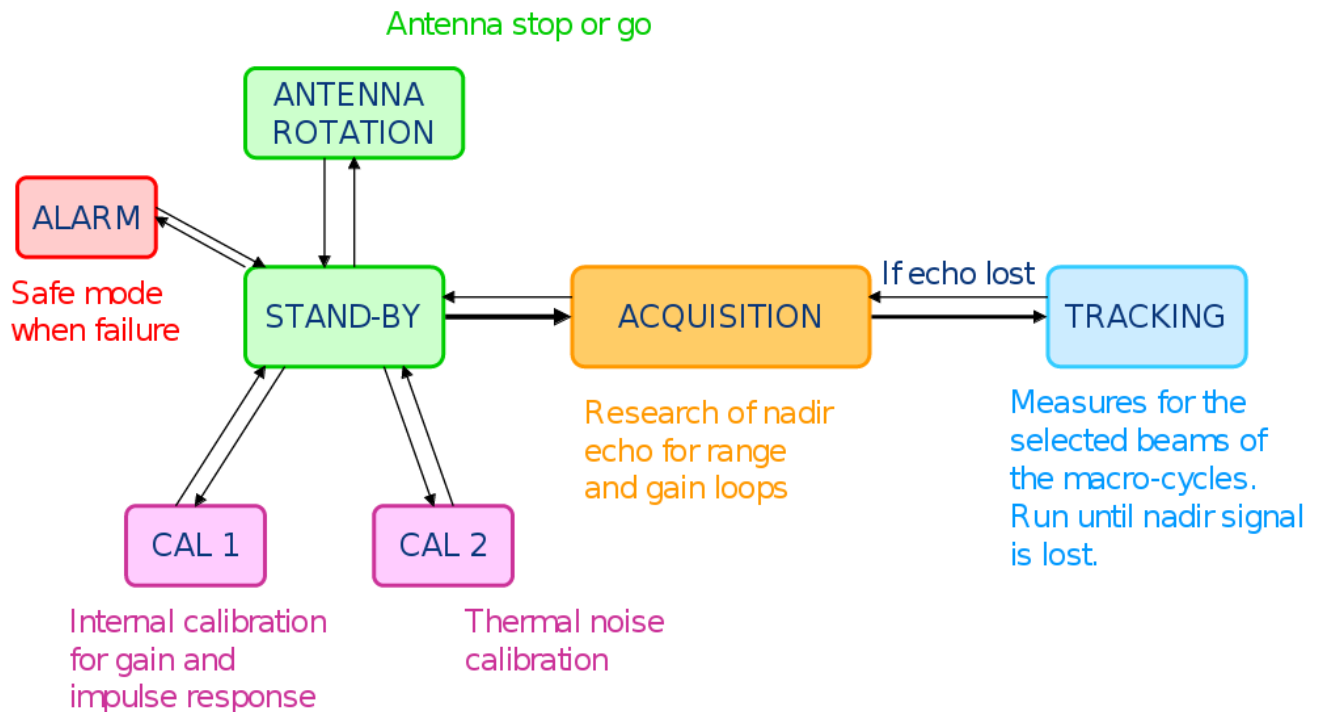 Antenna stop or go
ANTENNA
ROTATION
ALARM
Safe mode
when failure
STAND-BY
ACQUISITION
If echo lost
TRACKING
Research of nadir
echo for range
and gain loops
Measures for the
selected beams of
the macro-cycles.
Run until nadir signal
is lost.
CAL 1
CAL 2
Internal calibration
for gain and
impulse response
Thermal noise
calibration